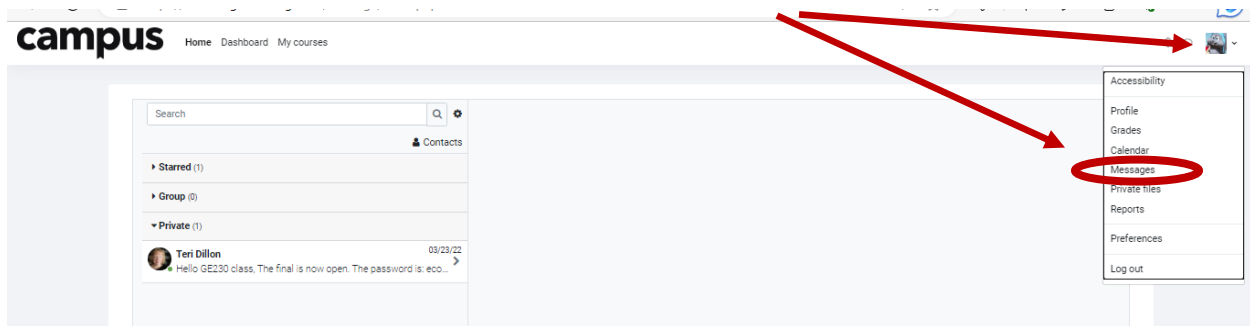 campus Home Dashboard My courses
Accessibility
Search
Profile
Grades
Contacts
Calendar
Starred (1)
Messages
Private files
Group (0)
Reports
Private (1)
Preferences
Teri Dillon 03/23/22
Hello GE230 class, The final is now open. The password is: eco...
Log out